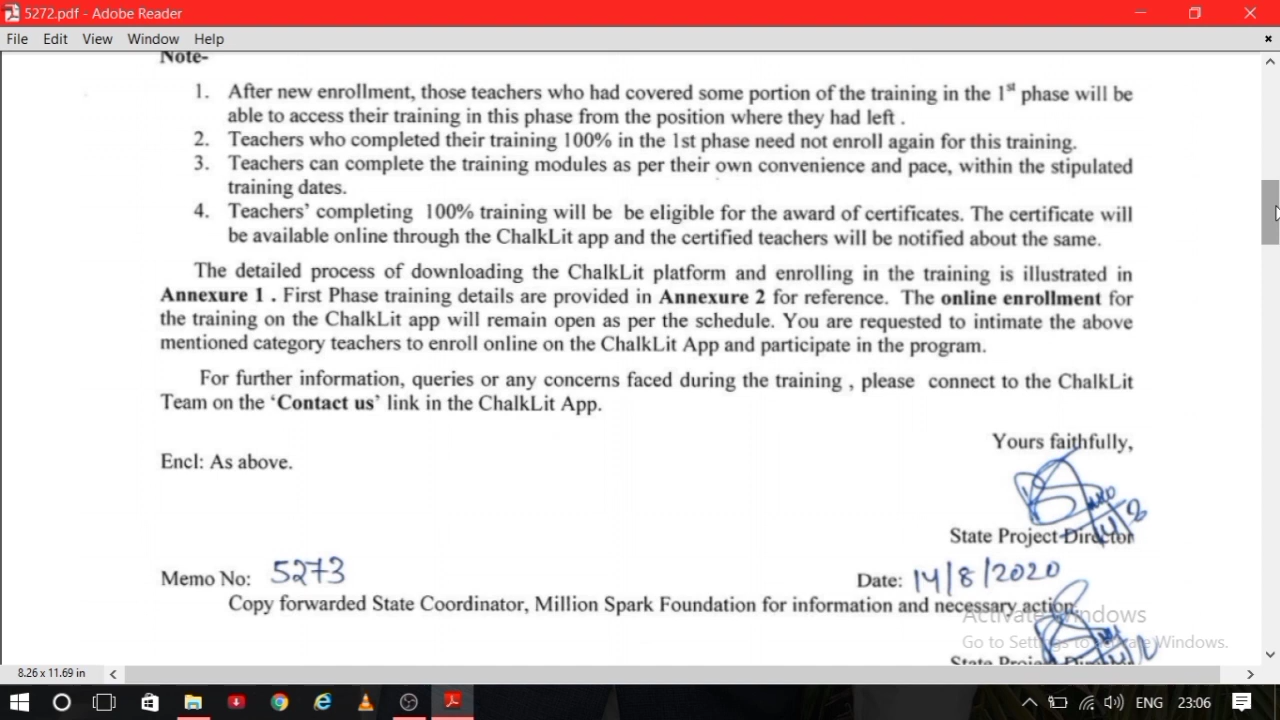 5272.pdf - Adobe Reader
File Edit View Window Help
Note-
1. After new enrollment, those teachers who had covered some portion of the training in the 1st phase will be
able to access their training in this phase from the position where they had left .
2. Teachers who completed their training 100% in the 1st phase need not enroll again for this training.
3. Teachers can complete the training modules as per their own convenience and pace, within the stipulated
training dates.
4. Teachers' completing 100% training will be be eligible for the award of certificates. The certificate will
be available online through the ChalkLit app and the certified teachers will be notified about the same.
The detailed process of downloading the ChalkLit platform and enrolling in the training is illustrated in
Annexure 1 . First Phase training details are provided in Annexure 2 for reference. The online enrollment for
the training on the ChalkLit app will remain open as per the schedule. You are requested to intimate the above
mentioned category teachers to enroll online on the ChalkLit App and participate in the program.
For further information, queries or any concerns faced during the training , please connect to the ChalkLit
Team on the ‘Contact us’ link in the ChalkLit App.
Yours faithfully,
Encl: As above.
State Project Director
Memo No: 5273 Date: 14/8/2020
Copy forwarded State Coordinator, Million Spark Foundation for information and necessary action
Activate Windows
Go to Settings to activate Windows.
State Project Director
8.26 x 11.69 in
ENG 23:06